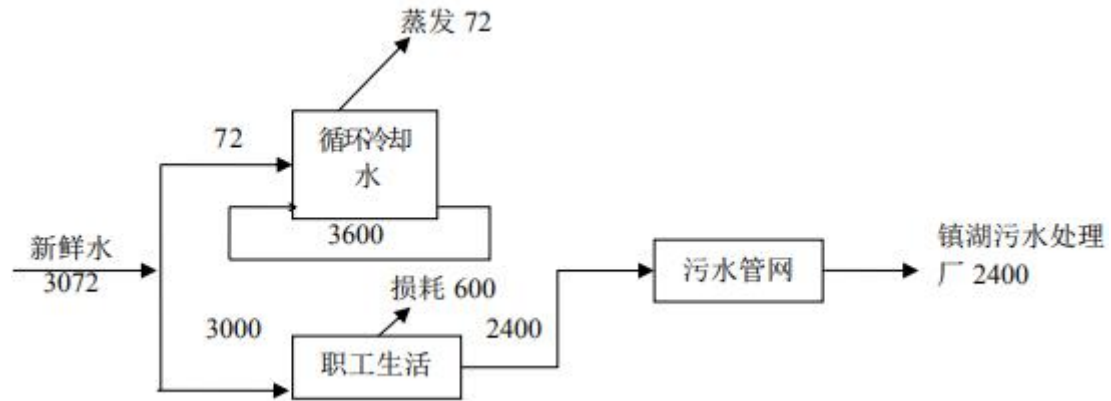 蒸发 72
72
循环冷却
水
3600
新鲜水
3072
损耗 600
3000
2400
职工生活
污水管网
镇湖污水处理
厂 2400